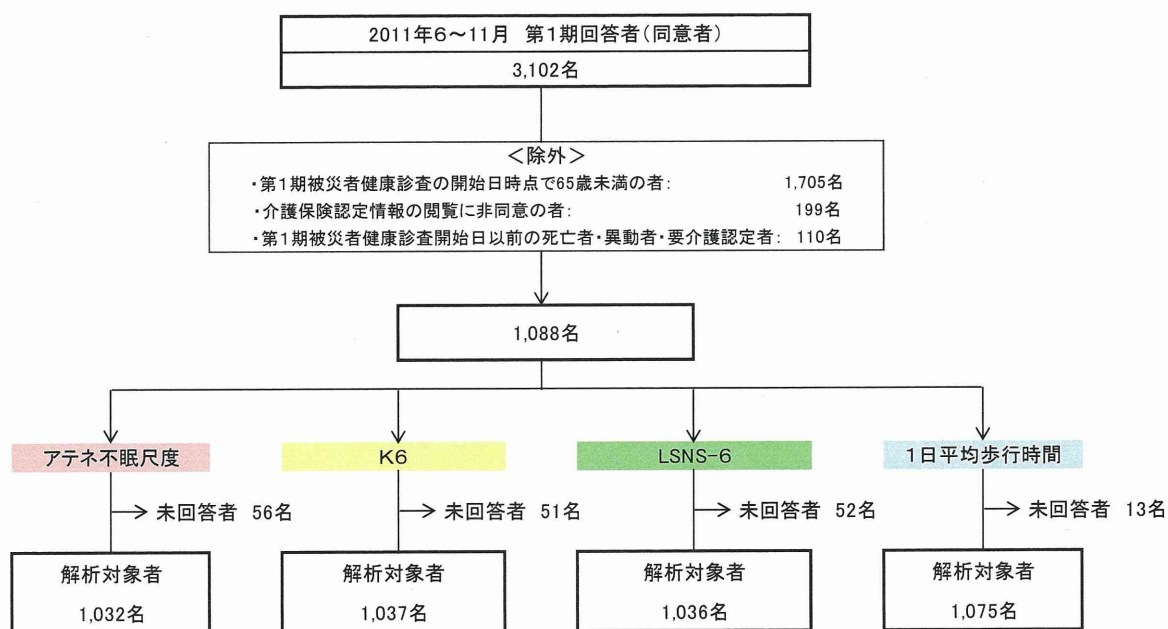 2011年6～11月 第1期回答者(同意者)
3,102名
＜除外＞
・第1期被災者健康診査の開始日時点で65歳未満の者: 1,705名
・介護保険認定情報の閲覧に非同意の者: 199名
・第1期被災者健康診査開始日以前の死亡者・異動者・要介護認定者: 110名
1,088名
アテネ不眠尺度 K6 LSNS-6 1日平均歩行時間
未回答者 56名 未回答者 51名 未回答者 52名 未回答者 13名
解析対象者 解析対象者 解析対象者 解析対象者
1,032名 1,037名 1,036名 1,075名